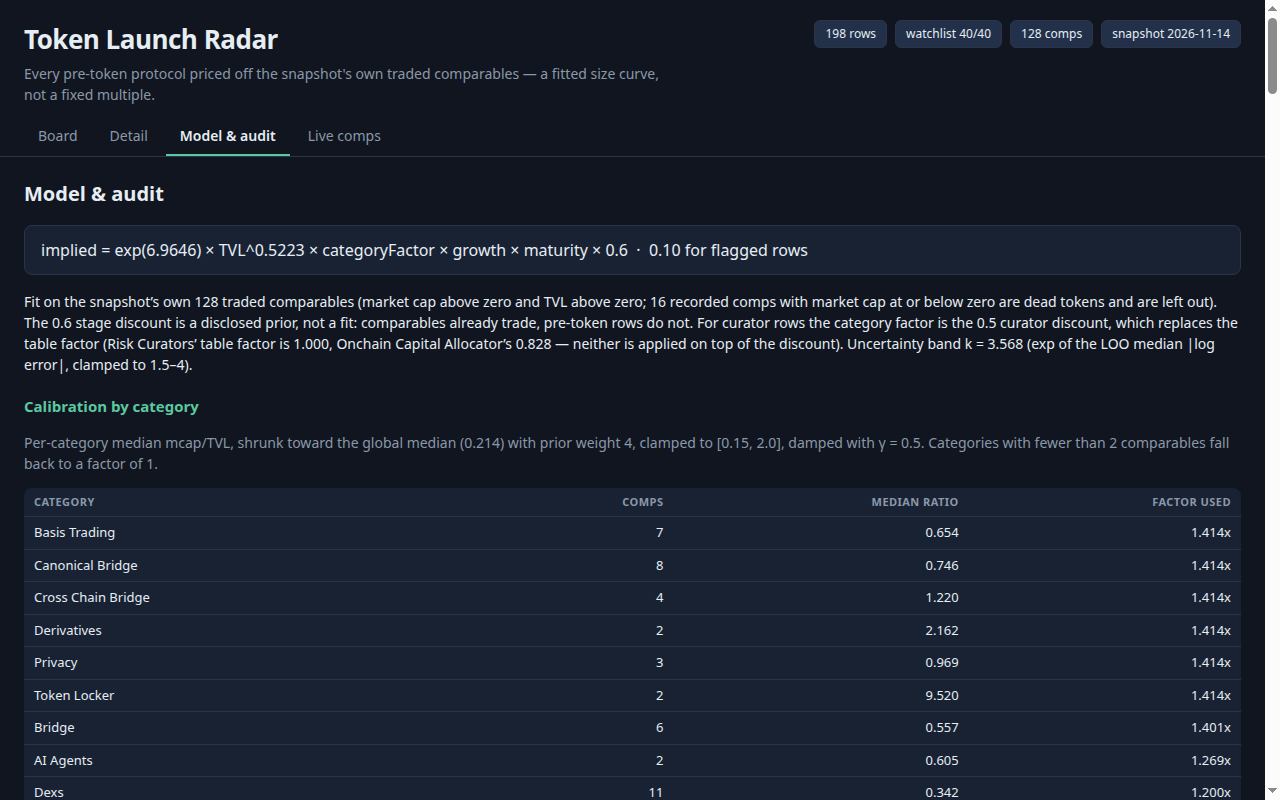 Token Launch Radar
198 rows
watchlist 40/40
128 comps
snapshot 2026-11-14
Every pre-token protocol priced off the snapshot's own traded comparables — a fitted size curve,
not a fixed multiple.
Board
Detail
Model & audit
Live comps
Model & audit
implied = exp(6.9646) × TVL^0.5223 × categoryFactor × growth × maturity × 0.6 · 0.10 for flagged rows
Fit on the snapshot’s own 128 traded comparables (market cap above zero and TVL above zero; 16 recorded comps with market cap at or below zero are dead tokens and are left out).
The 0.6 stage discount is a disclosed prior, not a fit: comparables already trade, pre-token rows do not. For curator rows the category factor is the 0.5 curator discount, which replaces the
table factor (Risk Curators’ table factor is 1.000, Onchain Capital Allocator’s 0.828 — neither is applied on top of the discount). Uncertainty band k = 3.568 (exp of the LOO median |log
error|, clamped to 1.5–4).
Calibration by category
Per-category median mcap/TVL, shrunk toward the global median (0.214) with prior weight 4, clamped to [0.15, 2.0], damped with γ = 0.5. Categories with fewer than 2 comparables fall
back to a factor of 1.
CATEGORY COMPS MEDIAN RATIO FACTOR USED
Basis Trading 7 0.654 1.414x
Canonical Bridge 8 0.746 1.414x
Cross Chain Bridge 4 1.220 1.414x
Derivatives 2 2.162 1.414x
Privacy 3 0.969 1.414x
Token Locker 2 9.520 1.414x
Bridge 6 0.557 1.401x
AI Agents 2 0.605 1.269x
Dexs 11 0.342 1.200x